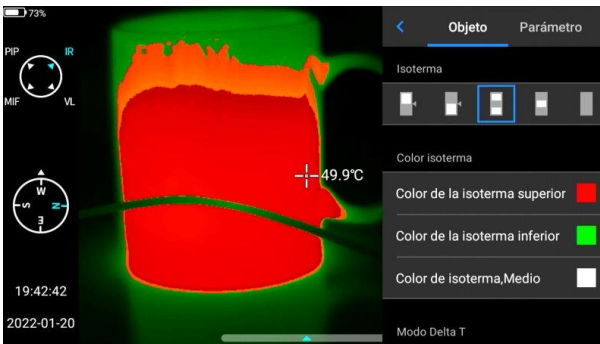 73%
PIP
IR
MIF
VL
W
S
N
E
19:42:42
2022-01-20
49.9℃
Objeto
Parámetro
Isoterma
Color isoterma
Color de la isoterma superior
Color de la isoterma inferior
Color de isoterma,Medio
Modo Delta T